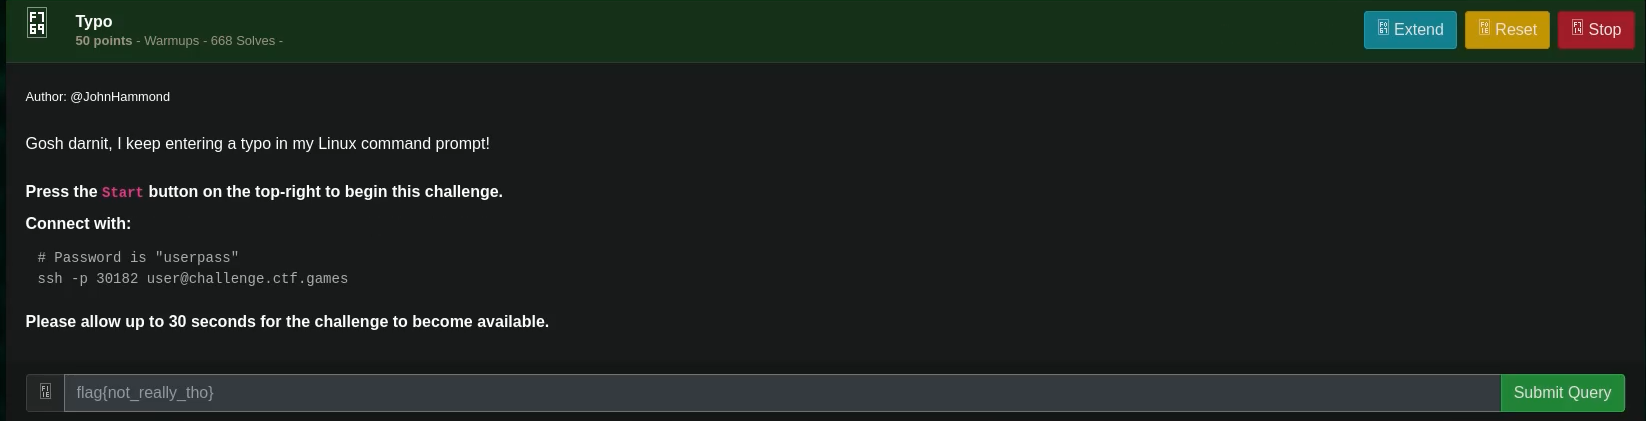 Typo
50 points - Warmups - 668 Solves -
Extend
Reset
Stop
Author: @JohnHammond
Gosh darnit, I keep entering a typo in my Linux command prompt!
Press the Start button on the top-right to begin this challenge.
Connect with:
# Password is "userpass"
ssh -p 30182 user@challenge.ctf.games
Please allow up to 30 seconds for the challenge to become available.
flag{not_really_tho}
Submit Query